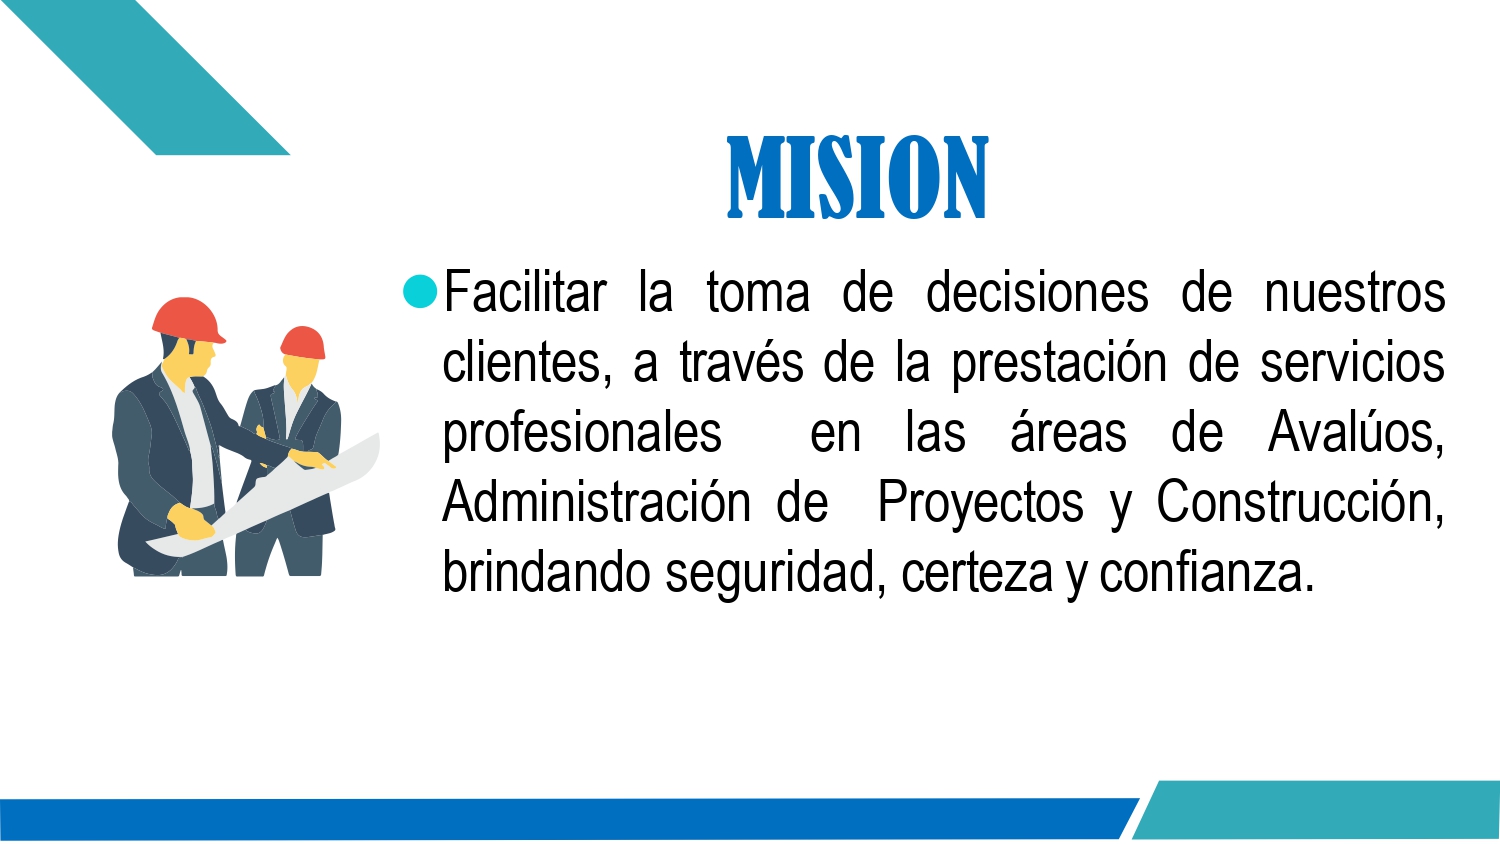 MISION
Facilitar la toma de decisiones de nuestros
clientes, a través de la prestación de servicios
profesionales en las áreas de Avalúos,
Administración de Proyectos y Construcción,
brindando seguridad, certeza y confianza.